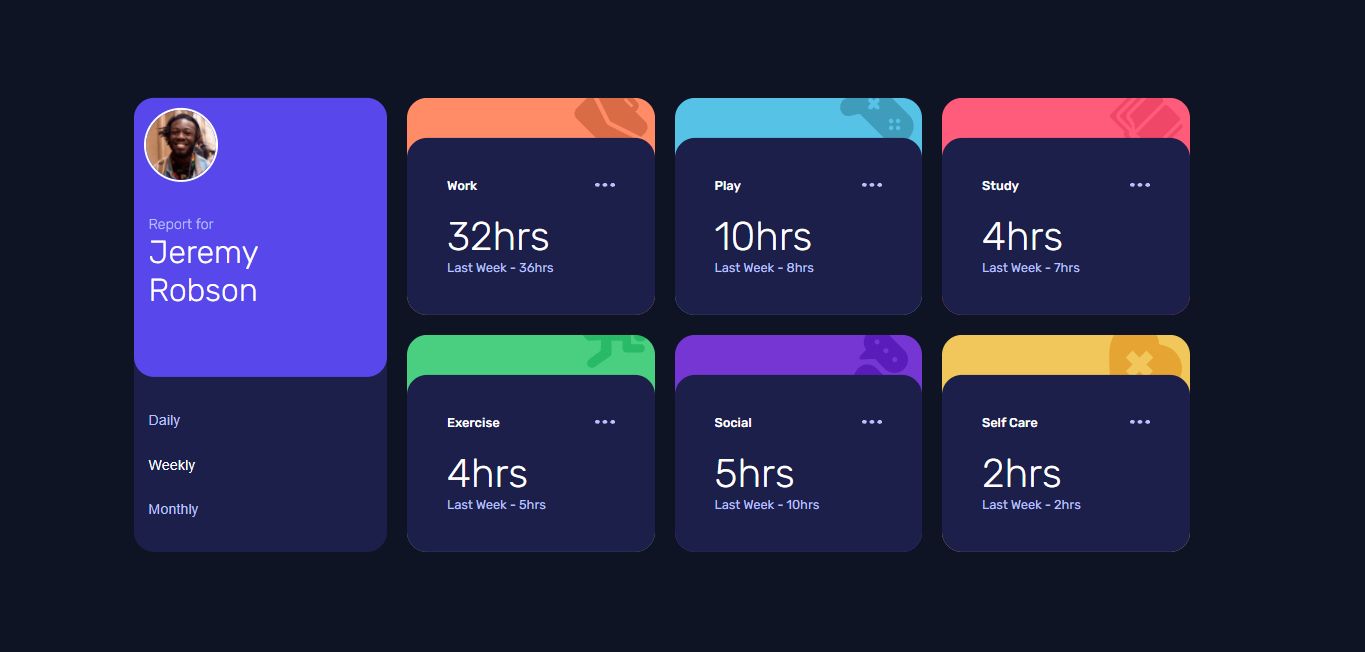 Report for
Jeremy
Robson
Daily
Weekly
Monthly
Work
32hrs
Last Week - 36hrs
Play
10hrs
Last Week - 8hrs
Study
4hrs
Last Week - 7hrs
Exercise
4hrs
Last Week - 5hrs
Social
5hrs
Last Week - 10hrs
Self Care
2hrs
Last Week - 2hrs